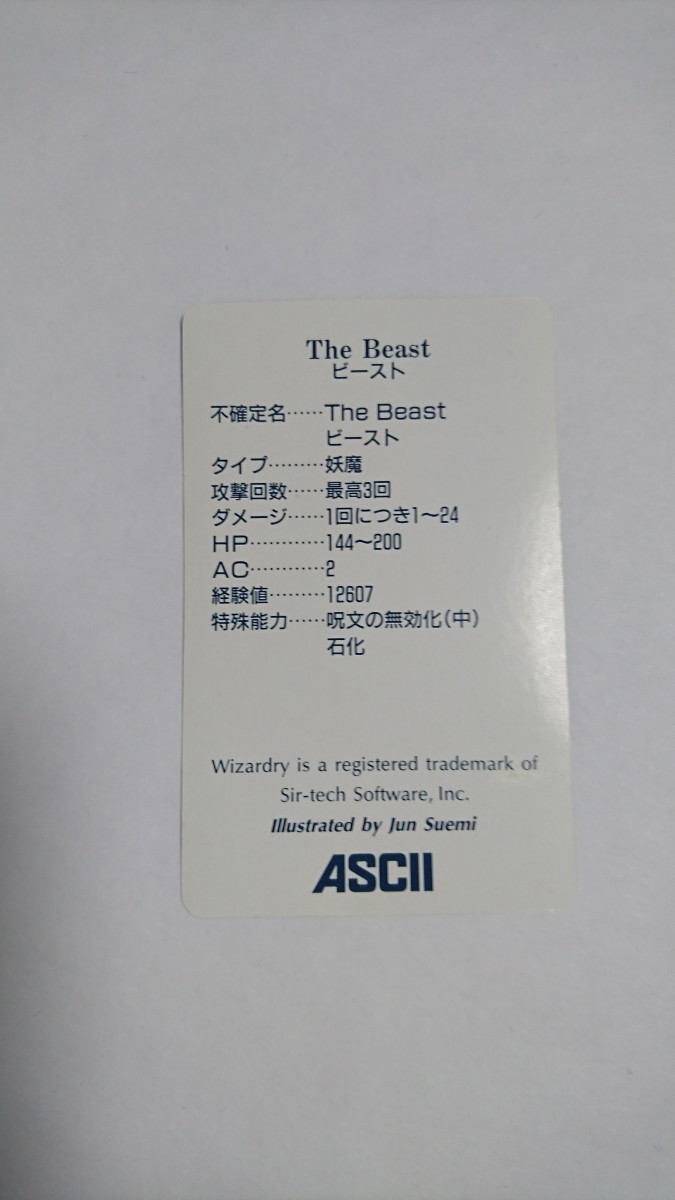 The Beast
ビースト
不確定名……The Beast
ビースト
タイプ………妖魔
攻撃回数……最高3回
ダメージ……1回につき1〜24
HP…………144〜200
AC…………2
経験値………12607
特殊能力……呪文の無効化(中)
石化
Wizardry is a registered trademark of
Sir-tech Software, Inc.
Illustrated by Jun Suemi
ASCII